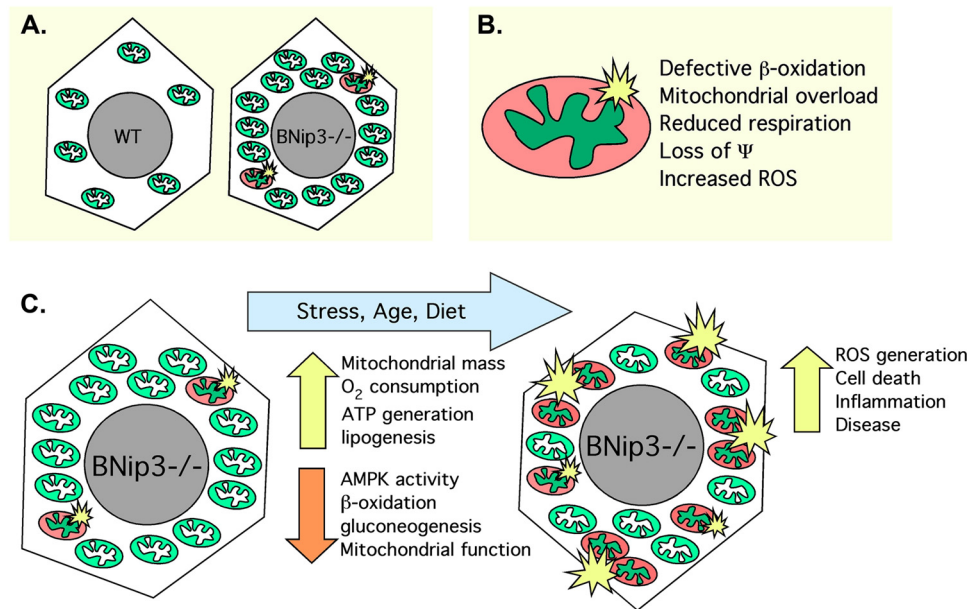 A.
WT
BNip3-/-
B.
Defective β-oxidation
Mitochondrial overload
Reduced respiration
Loss of Ψ
Increased ROS
C.
Stress, Age, Diet
BNip3-/-
Mitochondrial mass
O₂ consumption
ATP generation
lipogenesis
AMPK activity
β-oxidation
gluconeogenesis
Mitochondrial function
BNip3-/-
ROS generation
Cell death
Inflammation
Disease